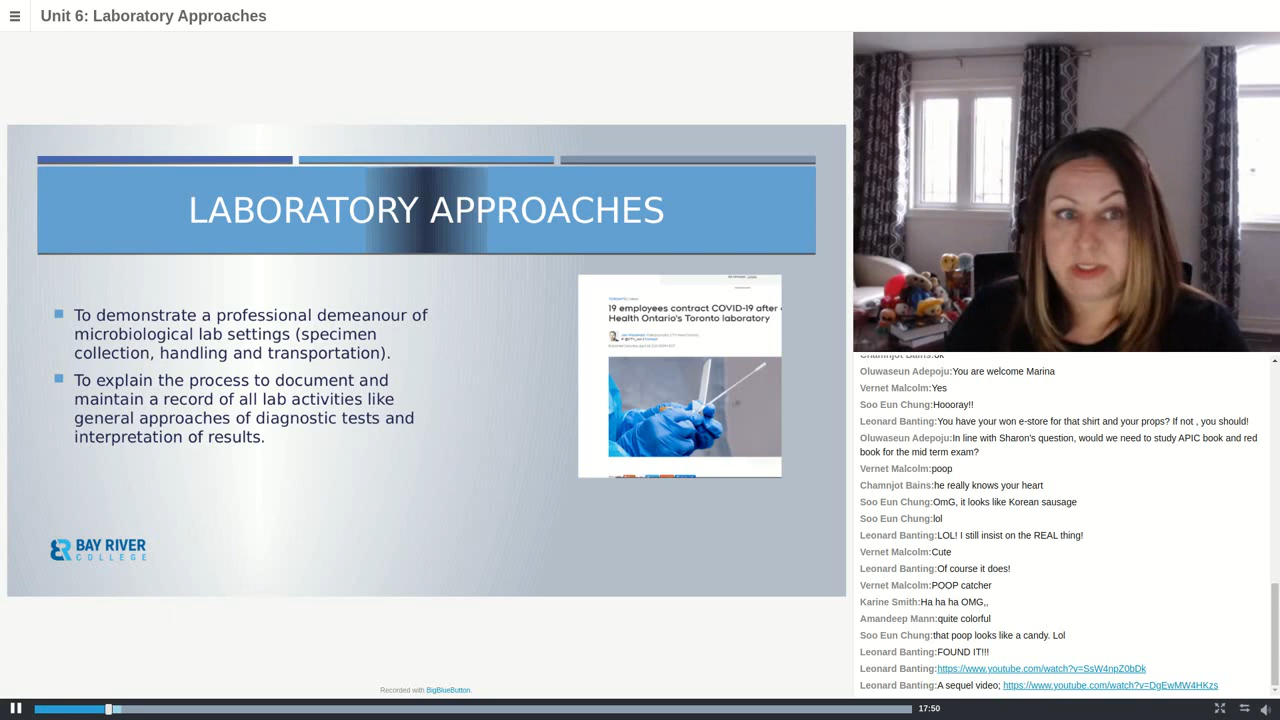 Unit 6: Laboratory Approaches
LABORATORY APPROACHES
To demonstrate a professional demeanour of
microbiological lab settings (specimen
collection, handling and transportation).
To explain the process to document and
maintain a record of all lab activities like
general approaches of diagnostic tests and
interpretation of results.
19 employees contract COVID-19 after
Health Ontario's Toronto laboratory
BAY RIVER
COLLEGE
Recorded with BigBlueButton.
Chamnjot Bains:ok
Oluwaseun Adepoju:You are welcome Marina
Vernet Malcolm:Yes
Soo Eun Chung:Hoooray!!
Leonard Banting:You have your won e-store for that shirt and your props? If not , you should!
Oluwaseun Adepoju:In line with Sharon's question, would we need to study APIC book and red
book for the mid term exam?
Vernet Malcolm:poop
Chamnjot Bains:he really knows your heart
Soo Eun Chung:OmG, it looks like Korean sausage
Soo Eun Chung:lol
Leonard Banting:LOL! I still insist on the REAL thing!
Vernet Malcolm:Cute
Leonard Banting:Of course it does!
Vernet Malcolm:POOP catcher
Karine Smith:Ha ha ha OMG,,
Amandeep Mann:quite colorful
Soo Eun Chung:that poop looks like a candy. Lol
Leonard Banting:FOUND IT!!!
Leonard Banting:https://www.youtube.com/watch?v=SsW4npZ0bDk
Leonard Banting:A sequel video; https://www.youtube.com/watch?v=DgEwMW4HKzs
17:50